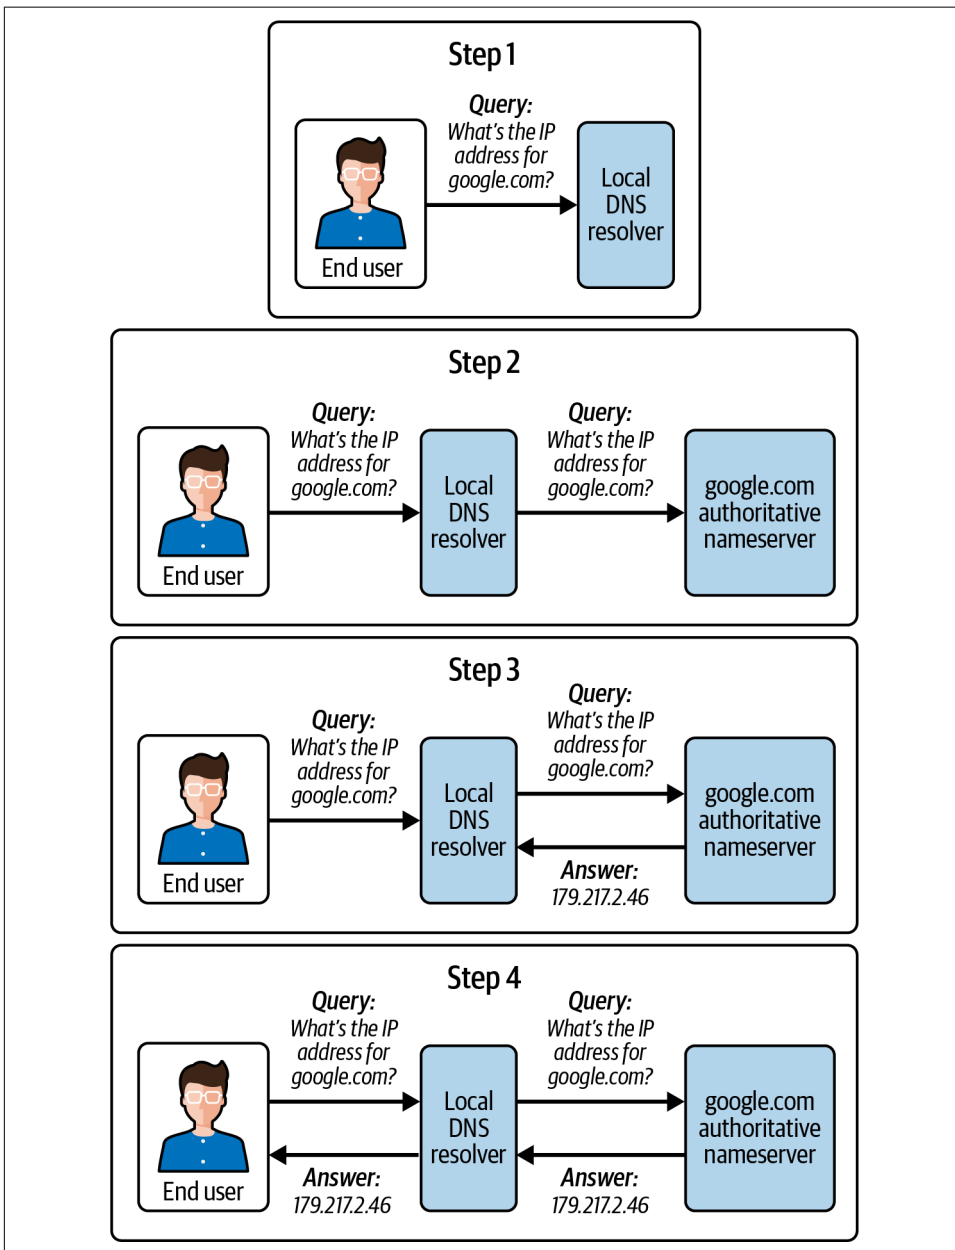 Step 1
Query:
What's the IP
address for
google.com?
Local
DNS
resolver
End user
Step 2
Query:
What's the IP
address for
google.com?
Query:
What's the IP
address for
google.com?
Local
DNS
resolver
google.com
authoritative
nameserver
End user
Step 3
Query:
What's the IP
address for
google.com?
Query:
What's the IP
address for
google.com?
Local
DNS
resolver
google.com
authoritative
nameserver
Answer:
179.217.2.46
End user
Step 4
Query:
What's the IP
address for
google.com?
Query:
What's the IP
address for
google.com?
Local
DNS
resolver
google.com
authoritative
nameserver
Answer:
179.217.2.46
Answer:
179.217.2.46
End user